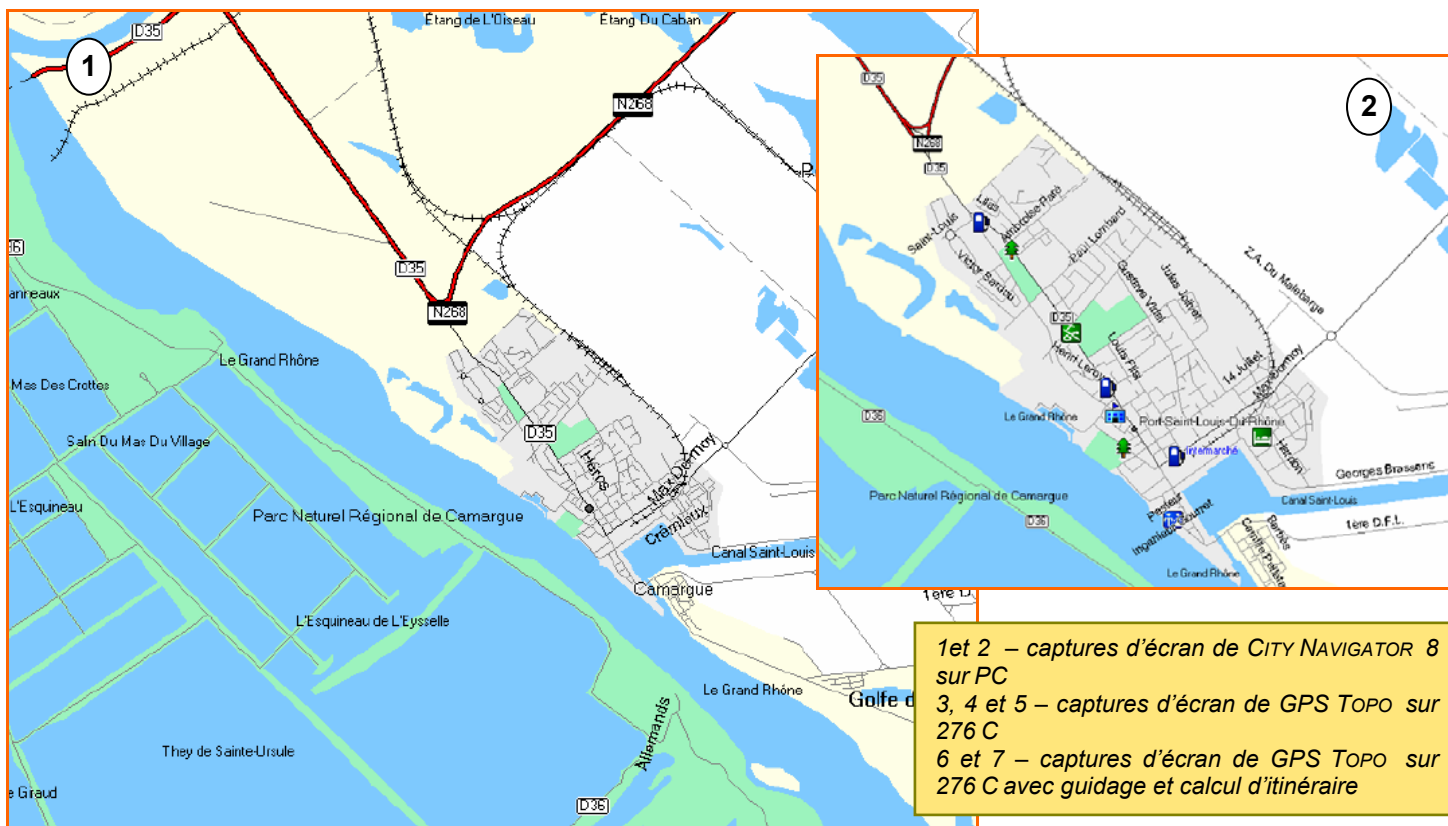 Étang de L'Oiseau
Étang Du Caban
D35
1
N268
D35
N268
Le Grand Rhône
Mas Des Crottes
Salin Du Mas Du Village
L'Esquineau
Parc Naturel Régional de Camargue
D35
Héros
Max Dormoy
Crémieux
Canal Saint-Louis
Camargue
L'Esquineau de L'Eysselle
Le Grand Rhône
Golfe d
Allemands
They de Sainte-Ursule
e Giraud
D36
1ère D.
2
D35
N268
D35
Lilas
Saint-Louis
Ambroise Paré
Victor Sardou
Paul Lombard
Gustave Vidal
Jules Joffret
Z.A. Du Malebarge
D35
Henri Leroy
Louis Flip
14 Juillet
Max Dormoy
D36
Le Grand Rhône
Port-Saint-Louis-Du-Rhône
Intermarché
Verdon
Georges Brassens
Parc Naturel Régional de Camargue
D36
Canal Saint-Louis
Pasteur
1ère D.F.L.
Barbès
Le Grand Rhône
1et 2 – captures d'écran de CITY NAVIGATOR 8
sur PC
3, 4 et 5 – captures d'écran de GPS TOPO sur
276 C
6 et 7 – captures d'écran de GPS TOPO sur
276 C avec guidage et calcul d'itinéraire